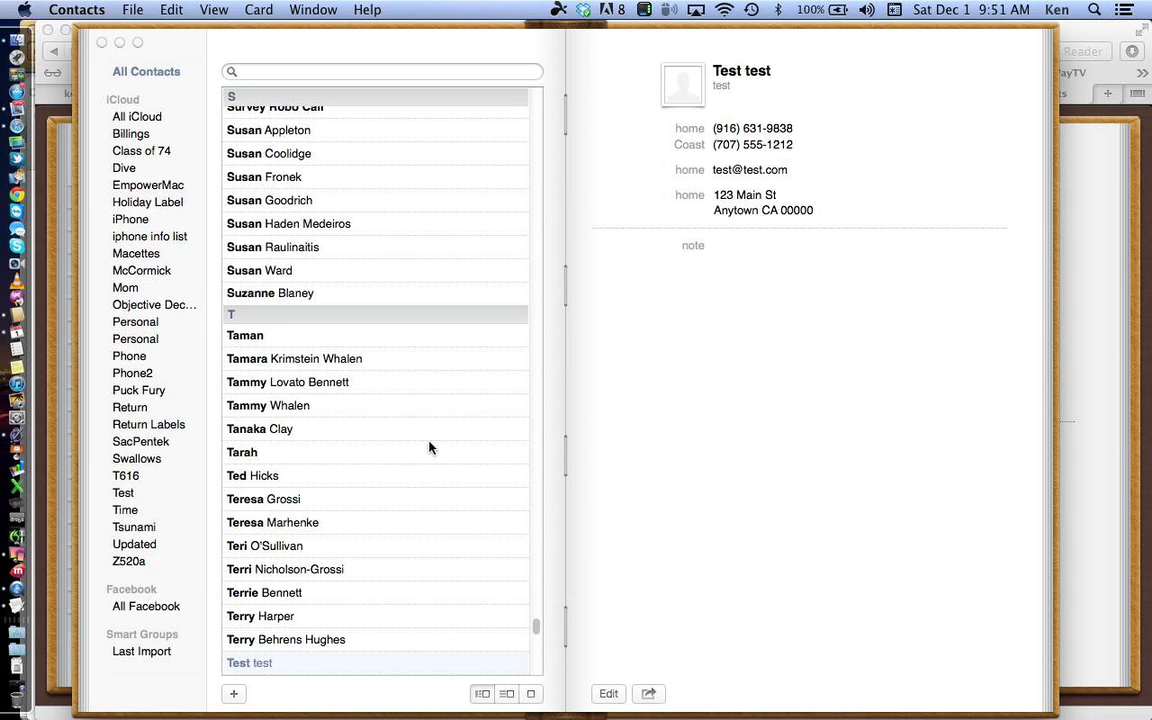 Contacts File Edit View Card Window Help 8 100% Sat Dec 1 9:51 AM Ken
Reader
PayTV
All Contacts
iCloud
All iCloud
Billings
Class of 74
Dive
EmpowerMac
Holiday Label
iPhone
iphone info list
Macettes
McCormick
Mom
Objective Dec...
Personal
Personal
Phone
Phone2
Puck Fury
Return
Return Labels
SacPentek
Swallows
T616
Test
Time
Tsunami
Updated
Z520a
Facebook
All Facebook
Smart Groups
Last Import
S
Survey Robo Call
Susan Appleton
Susan Coolidge
Susan Fronek
Susan Goodrich
Susan Haden Medeiros
Susan Raulinaitis
Susan Ward
Suzanne Blaney
T
Taman
Tamara Krimstein Whalen
Tammy Lovato Bennett
Tammy Whalen
Tanaka Clay
Tarah
Ted Hicks
Teresa Grossi
Teresa Marhenke
Teri O'Sullivan
Terri Nicholson-Grossi
Terrie Bennett
Terry Harper
Terry Behrens Hughes
Test test
Test test
test
home (916) 631-9838
Coast (707) 555-1212
home test@test.com
home 123 Main St
Anytown CA 00000
note
Edit